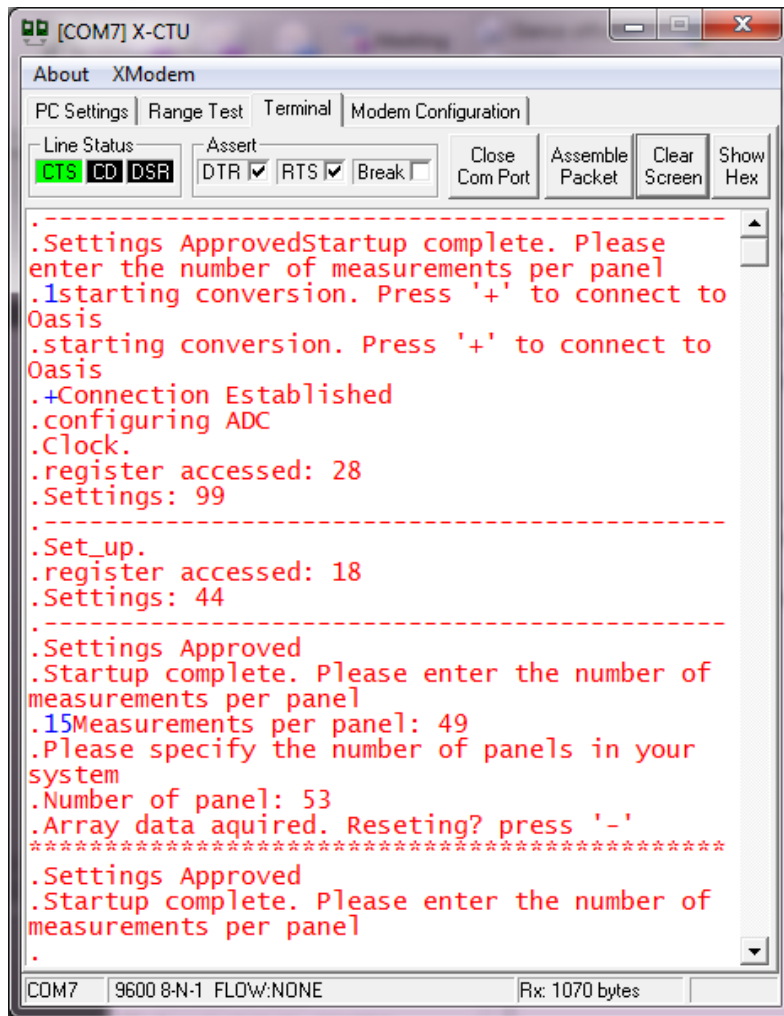 [COM7] X-CTU
About XModem
PC Settings Range Test Terminal Modem Configuration
Line Status
CTS CD DSR
Assert
DTR RTS Break
Close
Com Port
Assemble
Packet
Clear
Screen
Show
Hex
.---------------------------------------------
.Settings ApprovedStartup complete. Please
enter the number of measurements per panel
.1starting conversion. Press '+' to connect to
Oasis
.starting conversion. Press '+' to connect to
Oasis
.+Connection Established
.configuring ADC
.Clock.
.register accessed: 28
.Settings: 99
.---------------------------------------------
.Set_up.
.register accessed: 18
.Settings: 44
.---------------------------------------------
.Settings Approved
.Startup complete. Please enter the number of
measurements per panel
.15Measurements per panel: 49
.Please specify the number of panels in your
system
.Number of panel: 53
.Array data aquired. Reseting? press '-'
**********************************************
.Settings Approved
.Startup complete. Please enter the number of
measurements per panel
.
COM7 9600 8-N-1 FLOW:NONE Rx: 1070 bytes